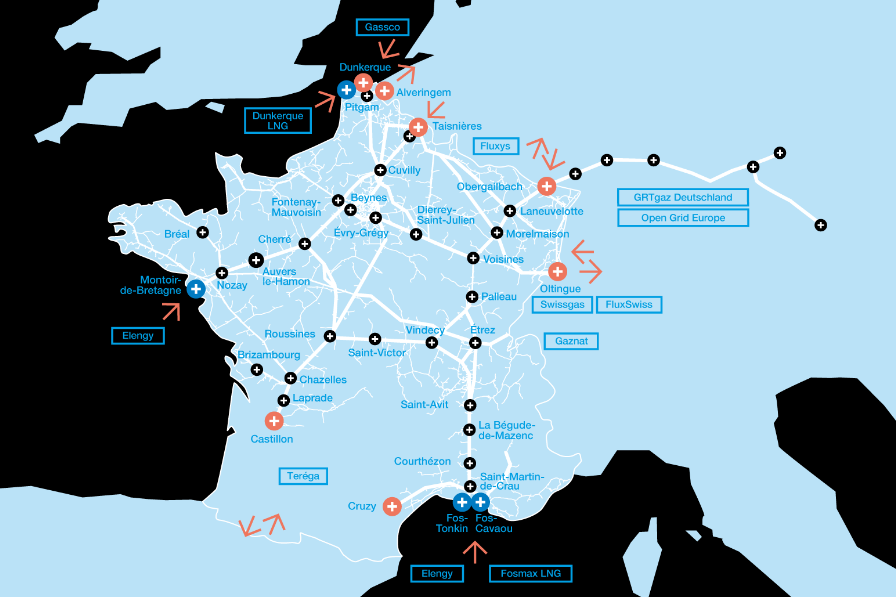 Gassco
Dunkerque
Alveringem
Pitgam
Dunkerque
LNG
Taisnières
Fluxys
Cuvilly
Obergailbach
GRTgaz Deutschland
Open Grid Europe
Fontenay-
Mauvoisin
Beynes
Dierrey-
Saint-Julien
Laneuvelotte
Évry-Grégy
Morelmaison
Bréal
Cherré
Voisines
Auvers
le-Hamon
Nozay
Montoir-
de-Bretagne
Oltingue
Swissgas
FluxSwiss
Palleau
Elengy
Roussines
Vindecy
Étrez
Gaznat
Saint-Victor
Brizambourg
Chazelles
Laprade
Saint-Avit
Castillon
La Bégude-
de-Mazenc
Courthézon
Teréga
Saint-Martin-
de-Crau
Cruzy
Fos-
Tonkin
Fos-
Cavaou
Elengy
Fosmax LNG